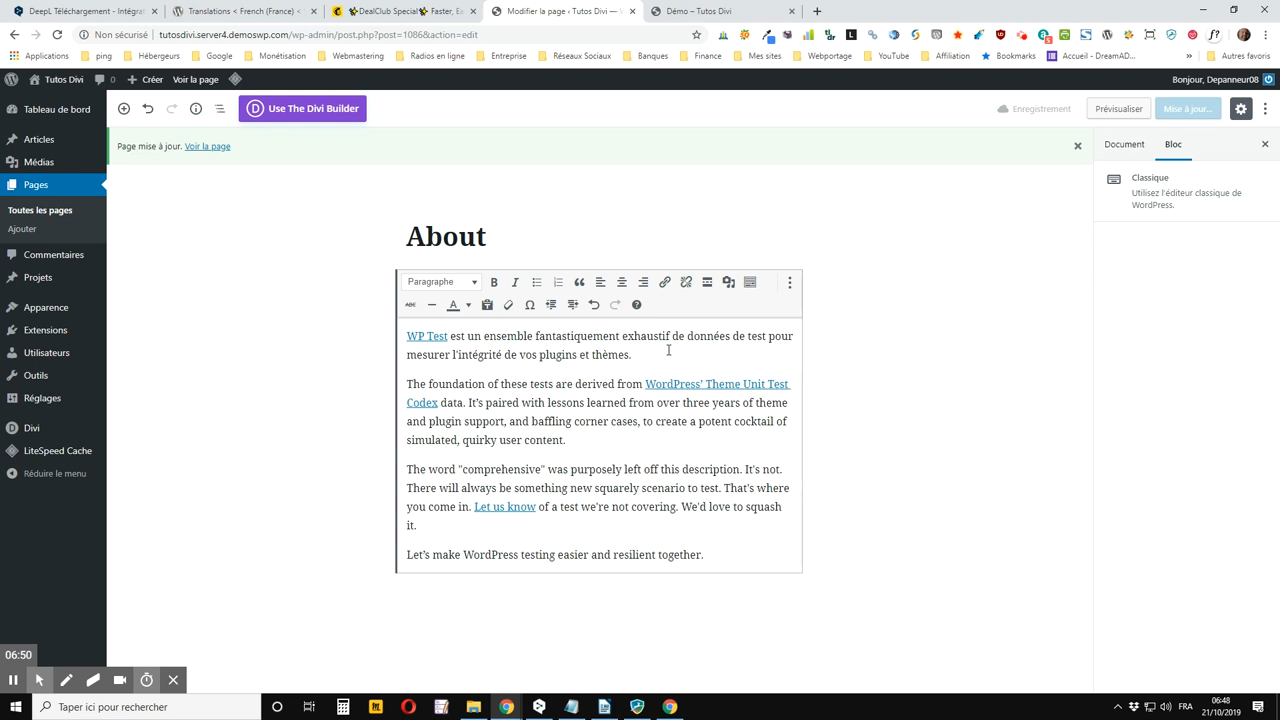 DeepL Téléchargement - Intégrat
Translations < French (France) <
DealClub Special Faster, Ea
Modifier la page ‹ Tutos Divi — V
Démo – Tutos Divi
Non sécurisé | tutosdivi.server4.demoswp.com/wp-admin/post.php?post=1086&action=edit
Applications ping Hébergeurs Google Monétisation Webmastering Radios en ligne Entreprise Réseaux Sociaux Banques Finance Mes sites Webportage YouTube Affiliation Bookmarks Accueil - DreamAD... » Autres favoris
Tutos Divi 0 Créer Voir la page Bonjour, Depanneur08
Tableau de bord
Articles
Médias
Pages
Toutes les pages
Ajouter
Commentaires
Projets
Apparence
Extensions
Utilisateurs
Outils
Réglages
Divi
LiteSpeed Cache
Réduire le menu
Use The Divi Builder
Enregistrement Prévisualiser Mise à jour...
Page mise à jour. Voir la page
Document Bloc
Classique
Utilisez l'éditeur classique de
WordPress.
About
Paragraphe
WP Test est un ensemble fantastiquement exhaustif de données de test pour
mesurer l'intégrité de vos plugins et thèmes.
The foundation of these tests are derived from WordPress' Theme Unit Test
Codex data. It's paired with lessons learned from over three years of theme
and plugin support, and baffling corner cases, to create a potent cocktail of
simulated, quirky user content.
The word "comprehensive" was purposely left off this description. It's not.
There will always be something new squarely scenario to test. That's where
you come in. Let us know of a test we're not covering. We'd love to squash
it.
Let's make WordPress testing easier and resilient together.
06:50
Taper ici pour rechercher
FRA
06:48
21/10/2019